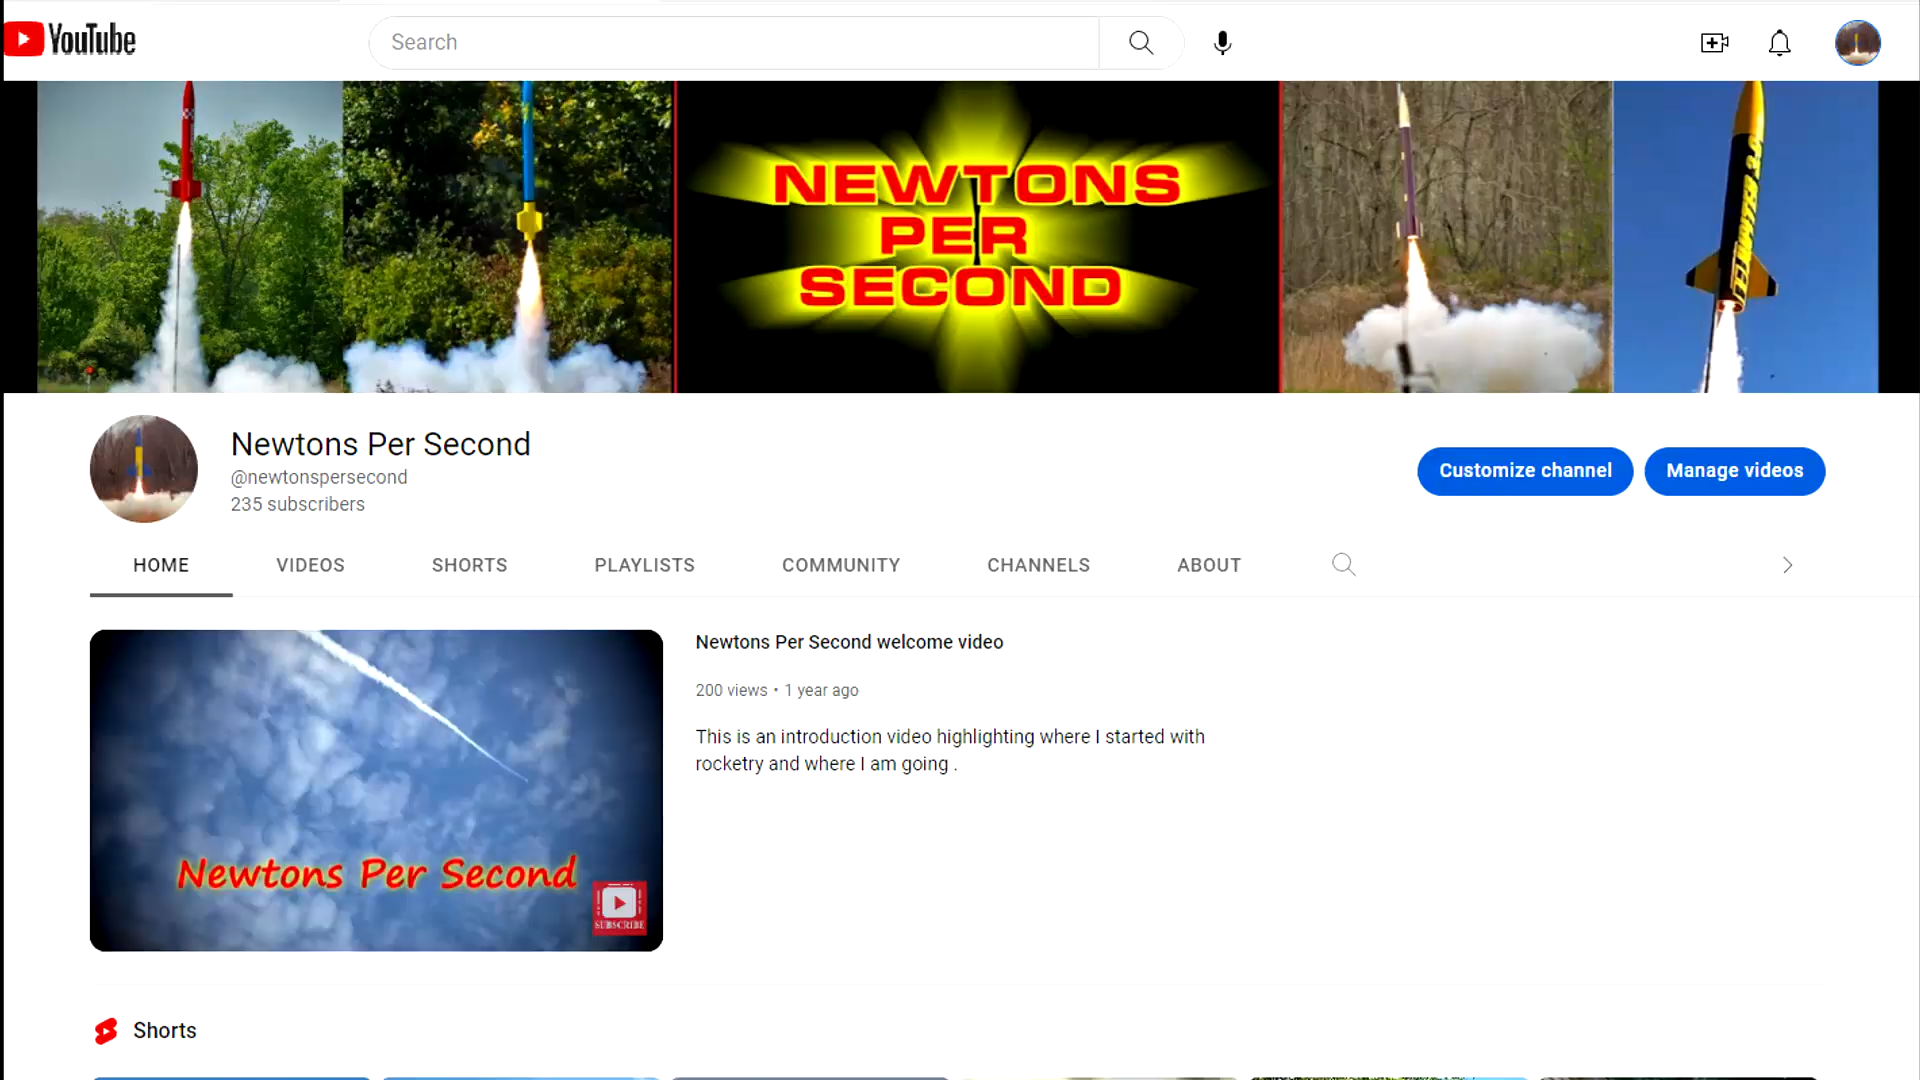 YouTube
Search
NEWTONS
PER
SECOND
Newtons Per Second
@newtonspersecond
235 subscribers
Customize channel
Manage videos
HOME
VIDEOS
SHORTS
PLAYLISTS
COMMUNITY
CHANNELS
ABOUT
Newtons Per Second
SUBSCRIBE
Newtons Per Second welcome video
200 views • 1 year ago
This is an introduction video highlighting where I started with
rocketry and where I am going .
Shorts